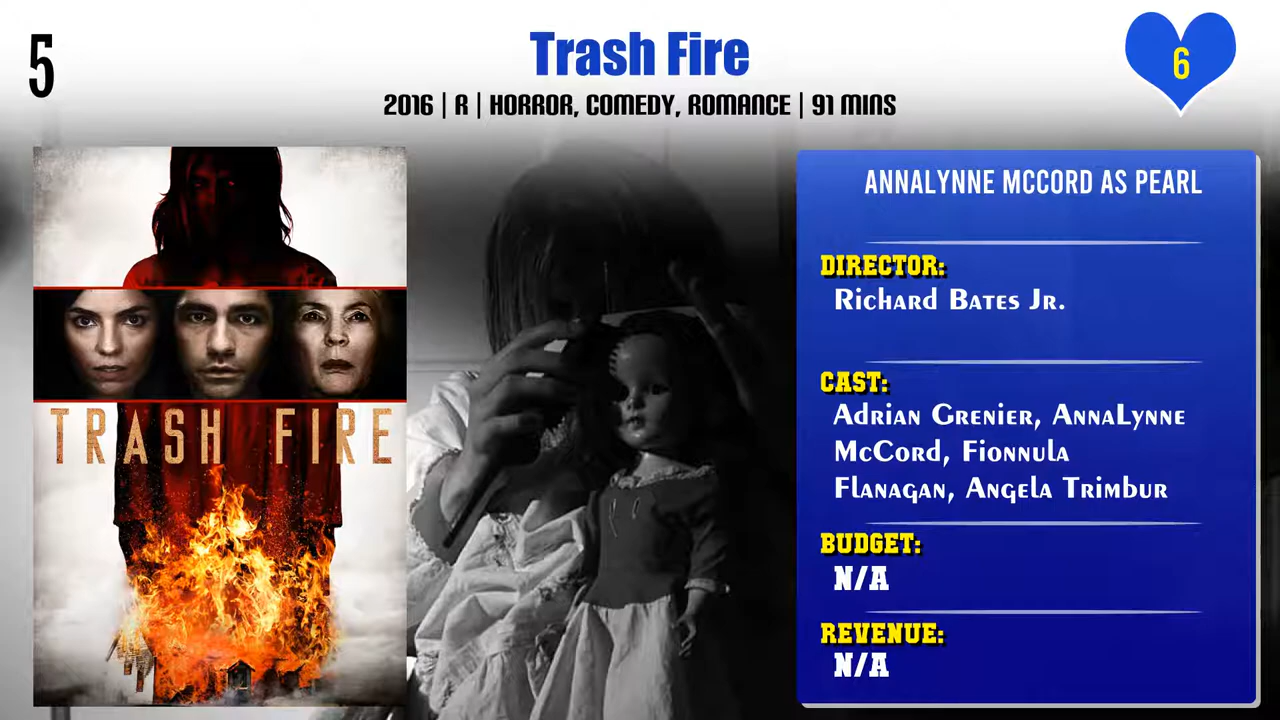 5
Trash Fire
6
2016 | R | HORROR, COMEDY, ROMANCE | 91 MINS
TRASH FIRE
ANNALYNNE MCCORD AS PEARL
DIRECTOR:
Richard Bates Jr.
CAST:
Adrian Grenier, AnnaLynne
McCord, Fionnula
Flanagan, Angela Trimbur
BUDGET:
N/A
REVENUE:
N/A